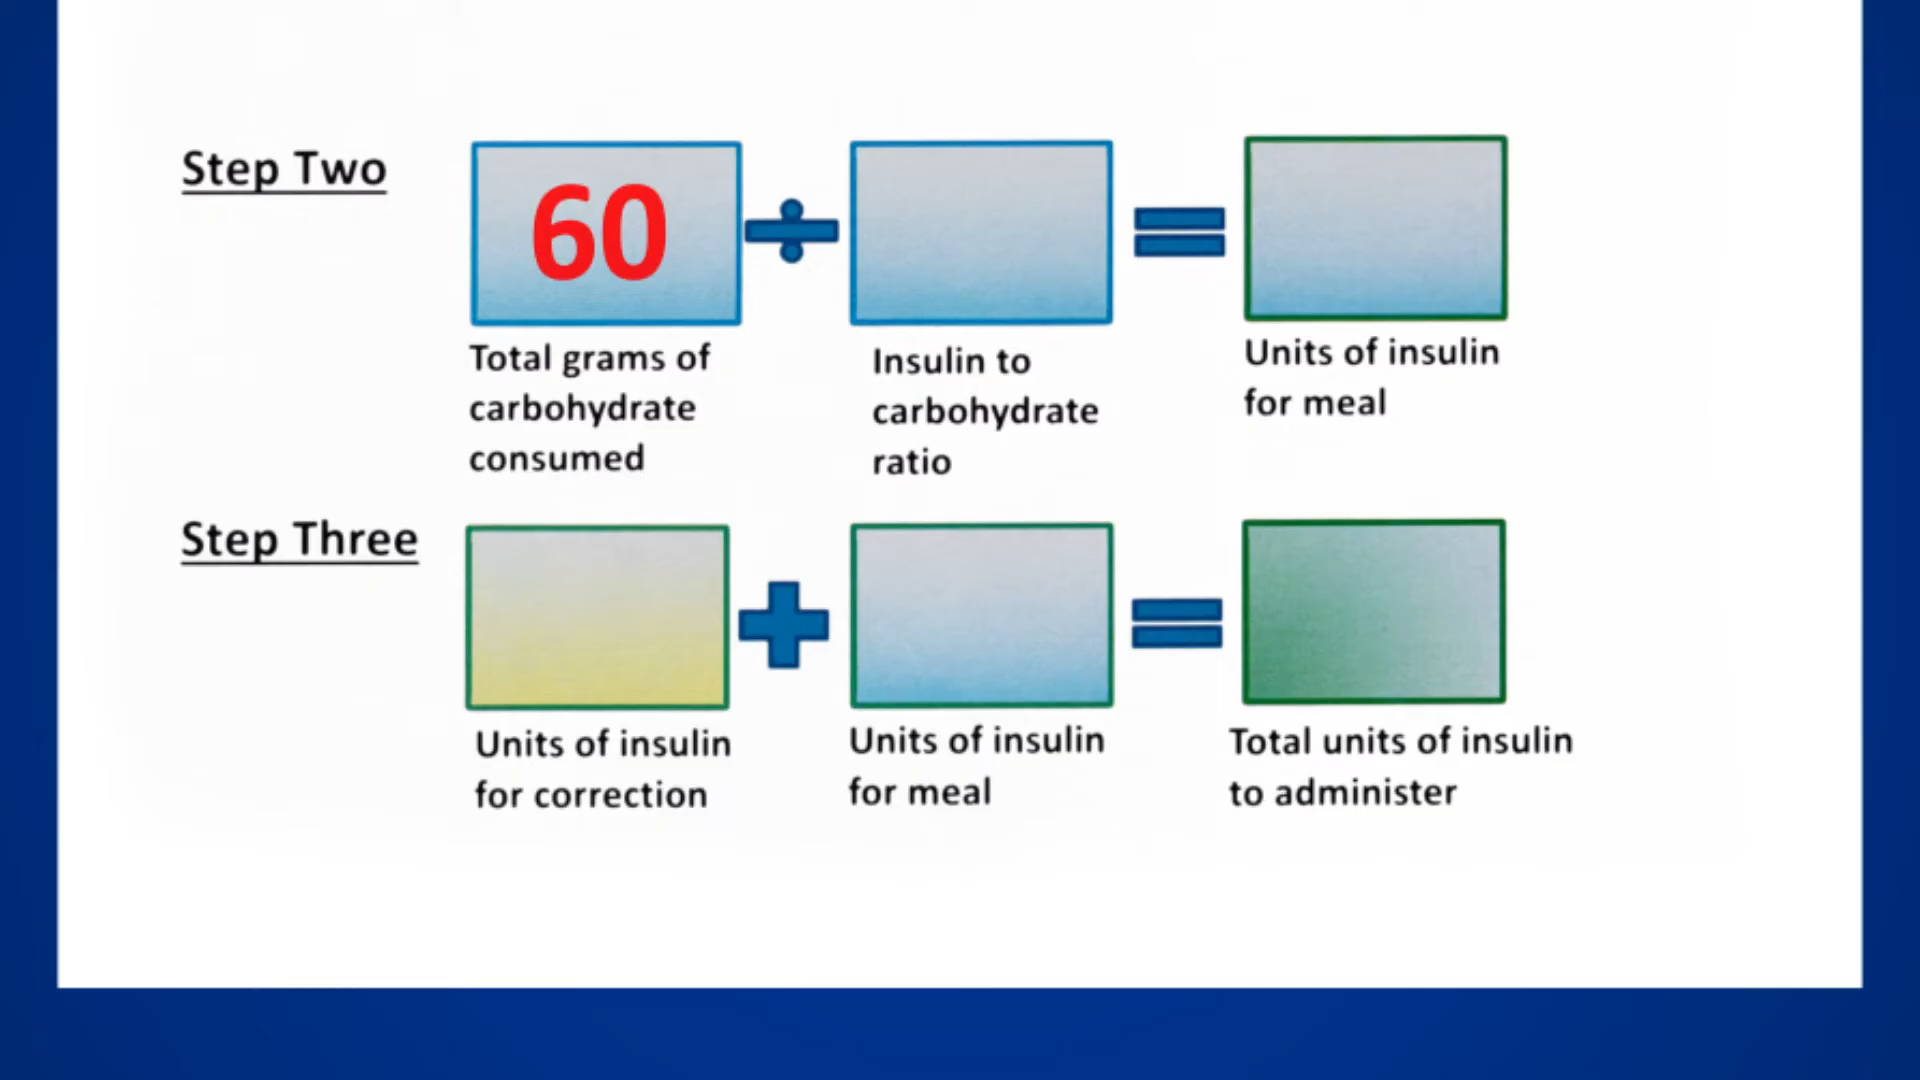 Step Two
60
Total grams of
carbohydrate
consumed
Insulin to
carbohydrate
ratio
Units of insulin
for meal
Step Three
Units of insulin
for correction
Units of insulin
for meal
Total units of insulin
to administer